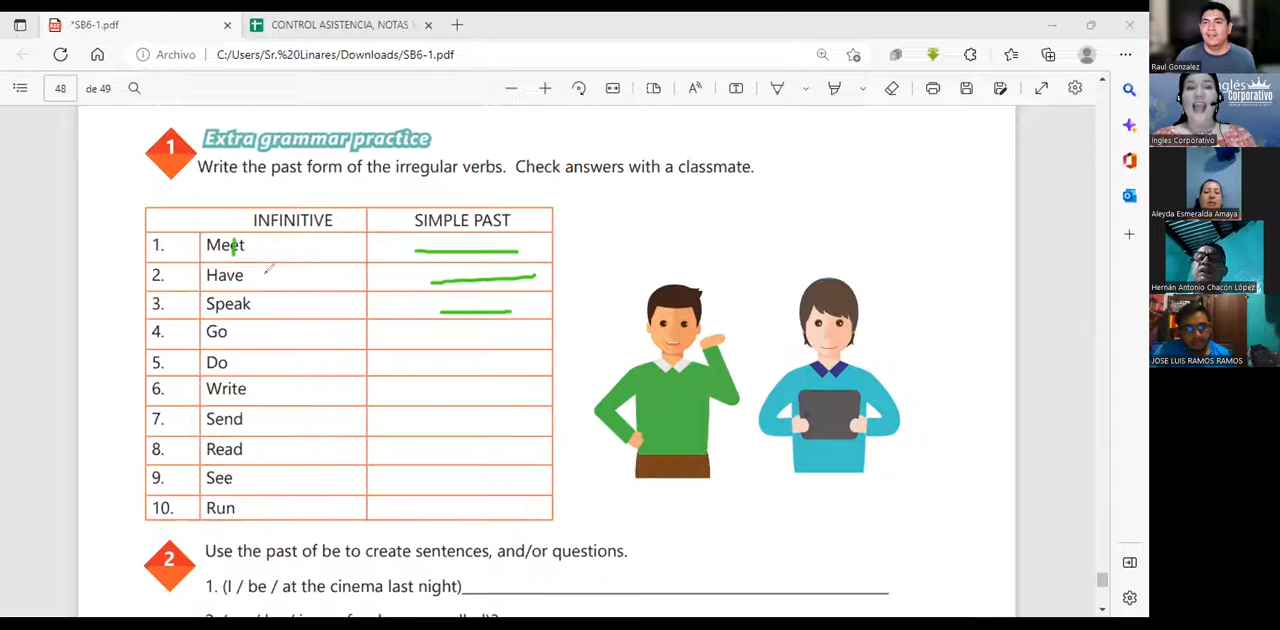 *SB6-1.pdf
CONTROL ASISTENCIA, NOTAS
Archivo
C:/Users/Sr.%20Linares/Downloads/SB6-1.pdf
48 de 49
1 Extra grammar practice
Write the past form of the irregular verbs. Check answers with a classmate.
INFINITIVE SIMPLE PAST
1. Meet
2. Have
3. Speak
4. Go
5. Do
6. Write
7. Send
8. Read
9. See
10. Run
2 Use the past of be to create sentences, and/or questions.
1. (I / be / at the cinema last night)
Raul Gonzalez
Inglés Corporativo
Ingles Corporativo
Aleyda Esmeralda Amaya
Hernán Antonio Chacón López
JOSE LUIS RAMOS RAMOS